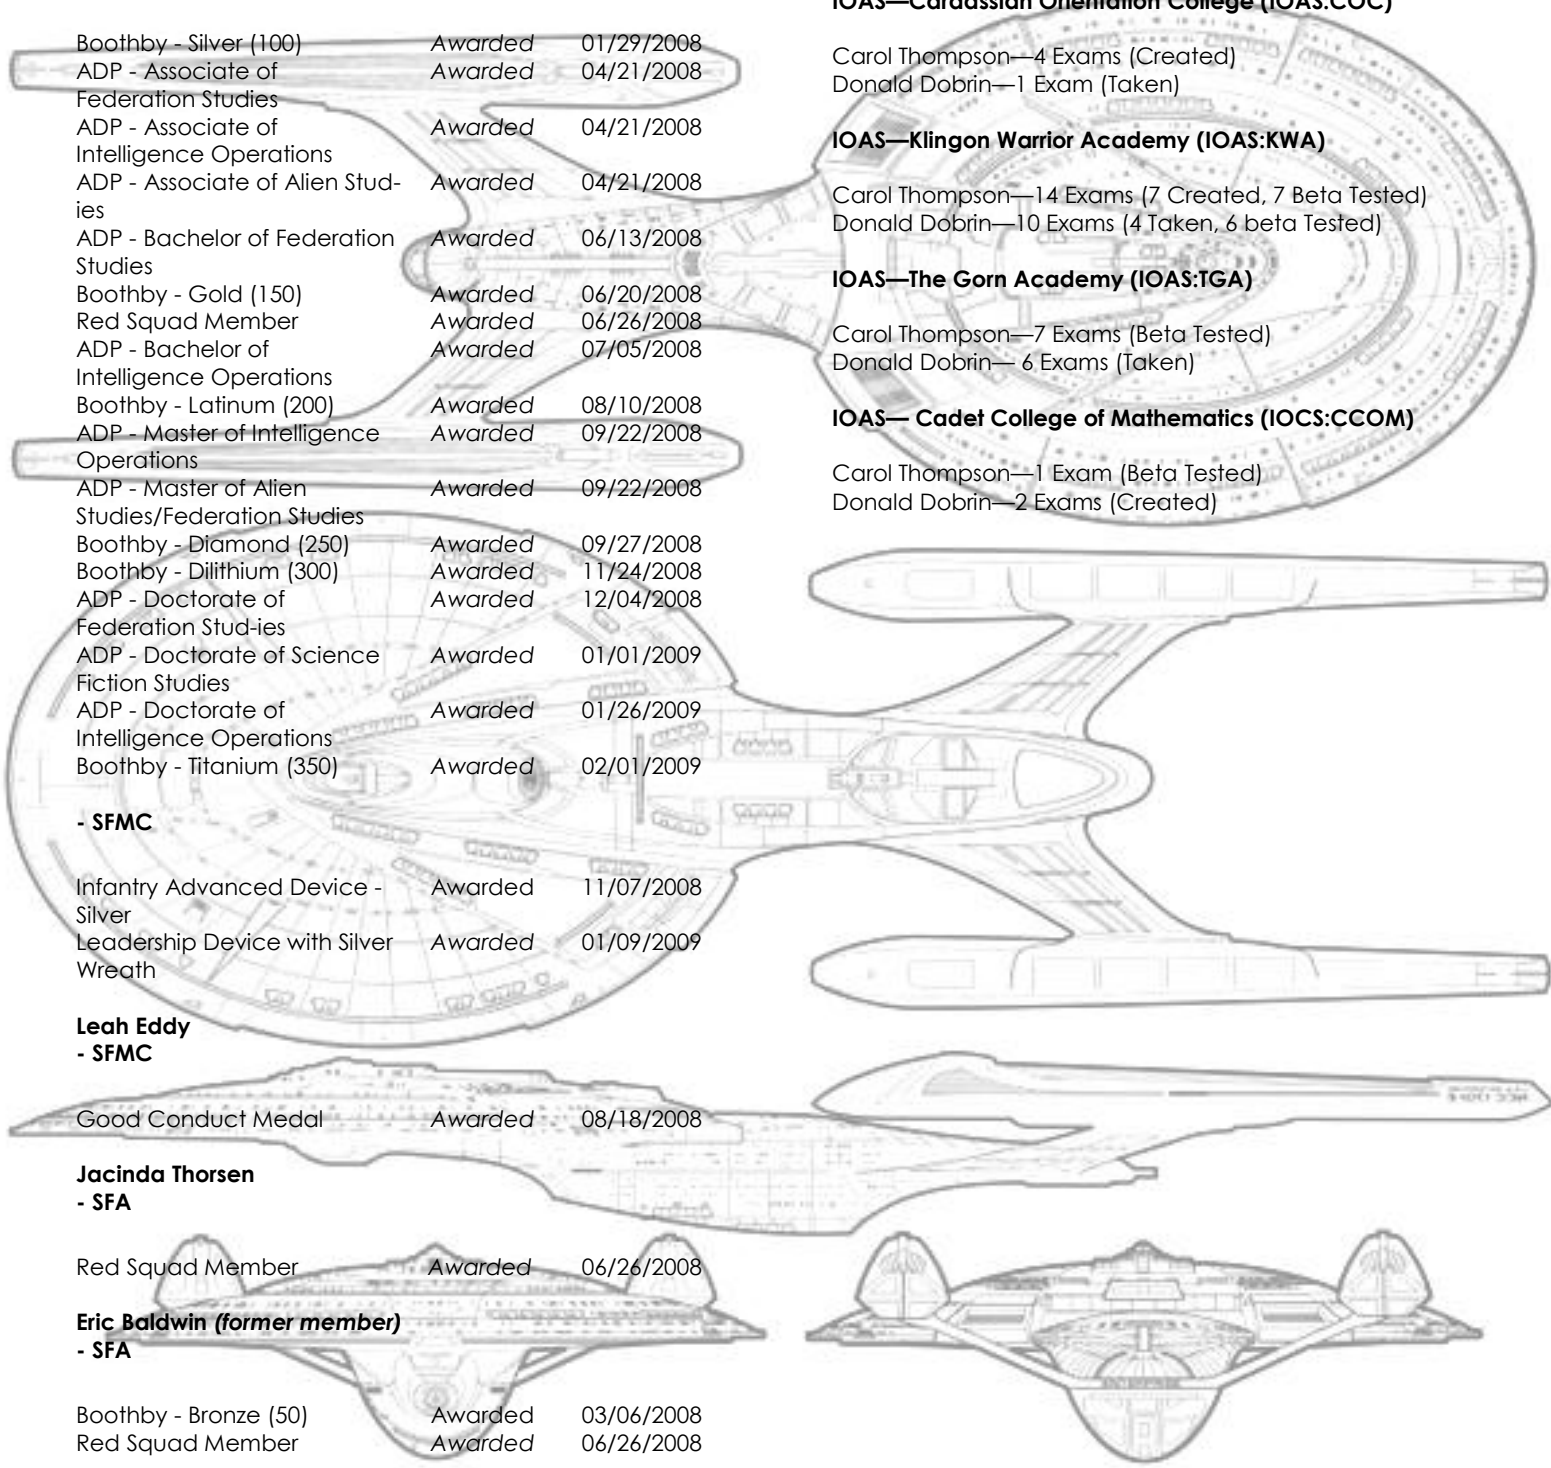 Boothby - Silver (100) Awarded 01/29/2008
ADP - Associate of Awarded 04/21/2008
Federation Studies
ADP - Associate of Awarded 04/21/2008
Intelligence Operations
ADP - Associate of Alien Stud- Awarded 04/21/2008
ies
ADP - Bachelor of Federation Awarded 06/13/2008
Studies
Boothby - Gold (150) Awarded 06/20/2008
Red Squad Member Awarded 06/26/2008
ADP - Bachelor of Awarded 07/05/2008
Intelligence Operations
Boothby - Latinum (200) Awarded 08/10/2008
ADP - Master of Intelligence Awarded 09/22/2008
Operations
ADP - Master of Alien Awarded 09/22/2008
Studies/Federation Studies
Boothby - Diamond (250) Awarded 09/27/2008
Boothby - Dilithium (300) Awarded 11/24/2008
ADP - Doctorate of Awarded 12/04/2008
Federation Stud-ies
ADP - Doctorate of Science Awarded 01/01/2009
Fiction Studies
ADP - Doctorate of Awarded 01/26/2009
Intelligence Operations
Boothby - Titanium (350) Awarded 02/01/2009
- SFMC
Infantry Advanced Device - Awarded 11/07/2008
Silver
Leadership Device with Silver Awarded 01/09/2009
Wreath
Leah Eddy
- SFMC
Good Conduct Medal Awarded 08/18/2008
Jacinda Thorsen
- SFA
Red Squad Member Awarded 06/26/2008
Eric Baldwin (former member)
- SFA
Boothby - Bronze (50) Awarded 03/06/2008
Red Squad Member Awarded 06/26/2008
IOAS—Cardassian Orientation College (IOAS:COC)
Carol Thompson—4 Exams (Created)
Donald Dobrin—1 Exam (Taken)
IOAS—Klingon Warrior Academy (IOAS:KWA)
Carol Thompson—14 Exams (7 Created, 7 Beta Tested)
Donald Dobrin—10 Exams (4 Taken, 6 beta Tested)
IOAS—The Gorn Academy (IOAS:TGA)
Carol Thompson—7 Exams (Beta Tested)
Donald Dobrin— 6 Exams (Taken)
IOAS— Cadet College of Mathematics (IOCS:CCOM)
Carol Thompson—1 Exam (Beta Tested)
Donald Dobrin—2 Exams (Created)